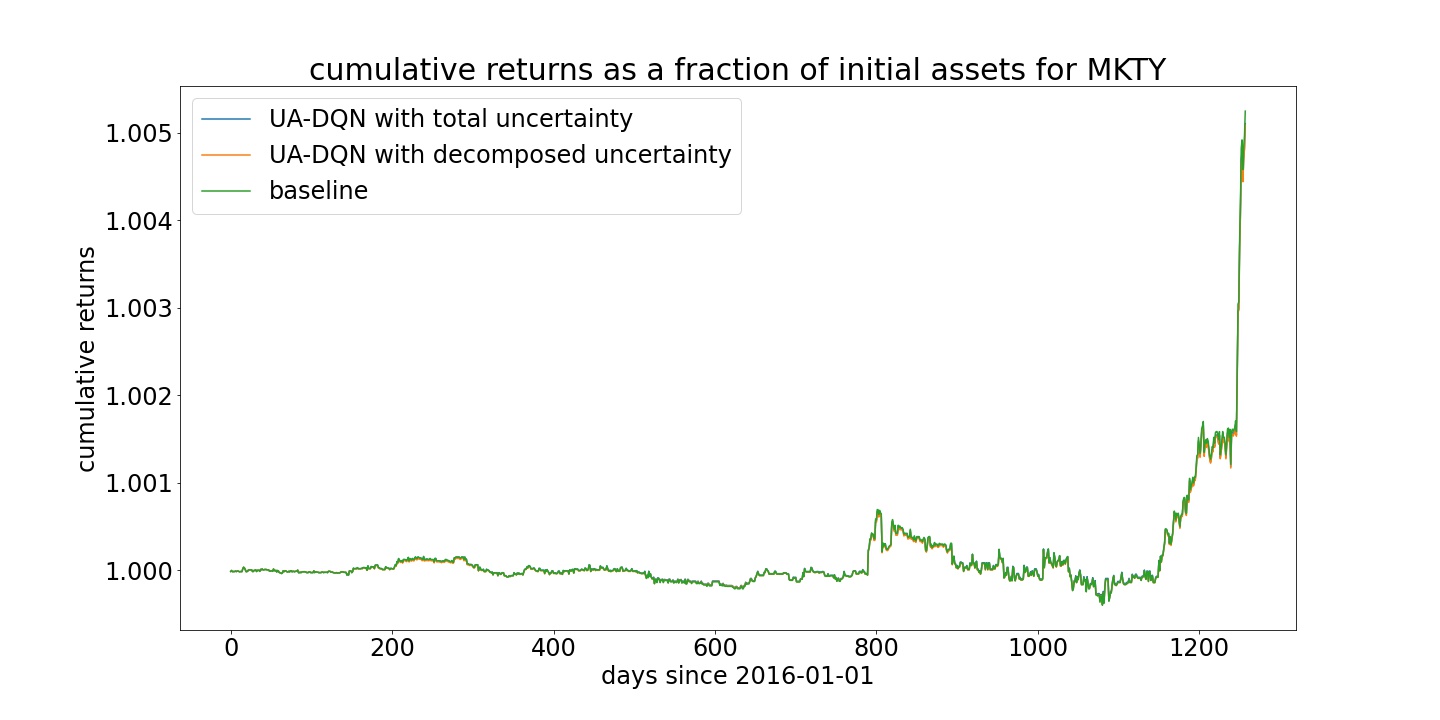 cumulative returns as a fraction of initial assets for MKTY
UA-DQN with total uncertainty
UA-DQN with decomposed uncertainty
baseline
cumulative returns
1.005
1.004
1.003
1.002
1.001
1.000
0 200 400 600 800 1000 1200
days since 2016-01-01